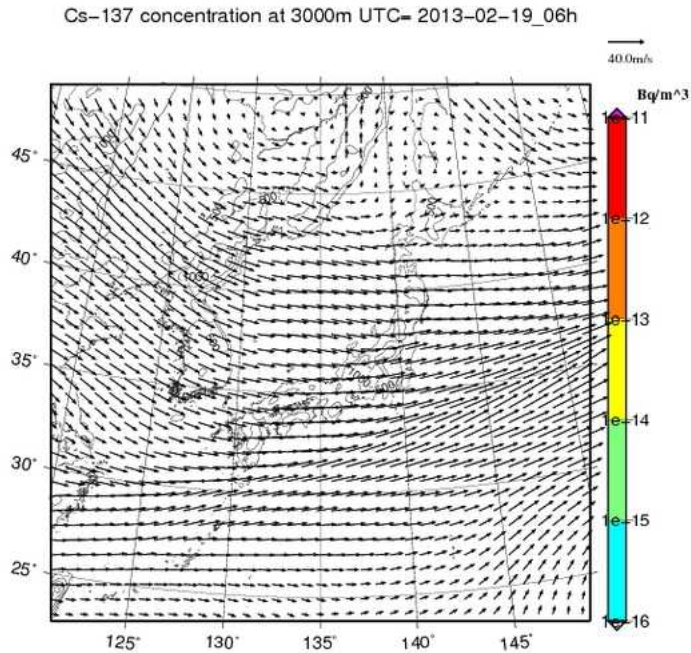 Cs-137 concentration at 3000m UTC= 2013-02-19_06h
40.0m/s
Bq/m^3
1e-11
1e-12
1e-13
1e-14
1e-15
1e-16
45°
40°
35°
30°
25°
125°
130°
135°
140°
145°